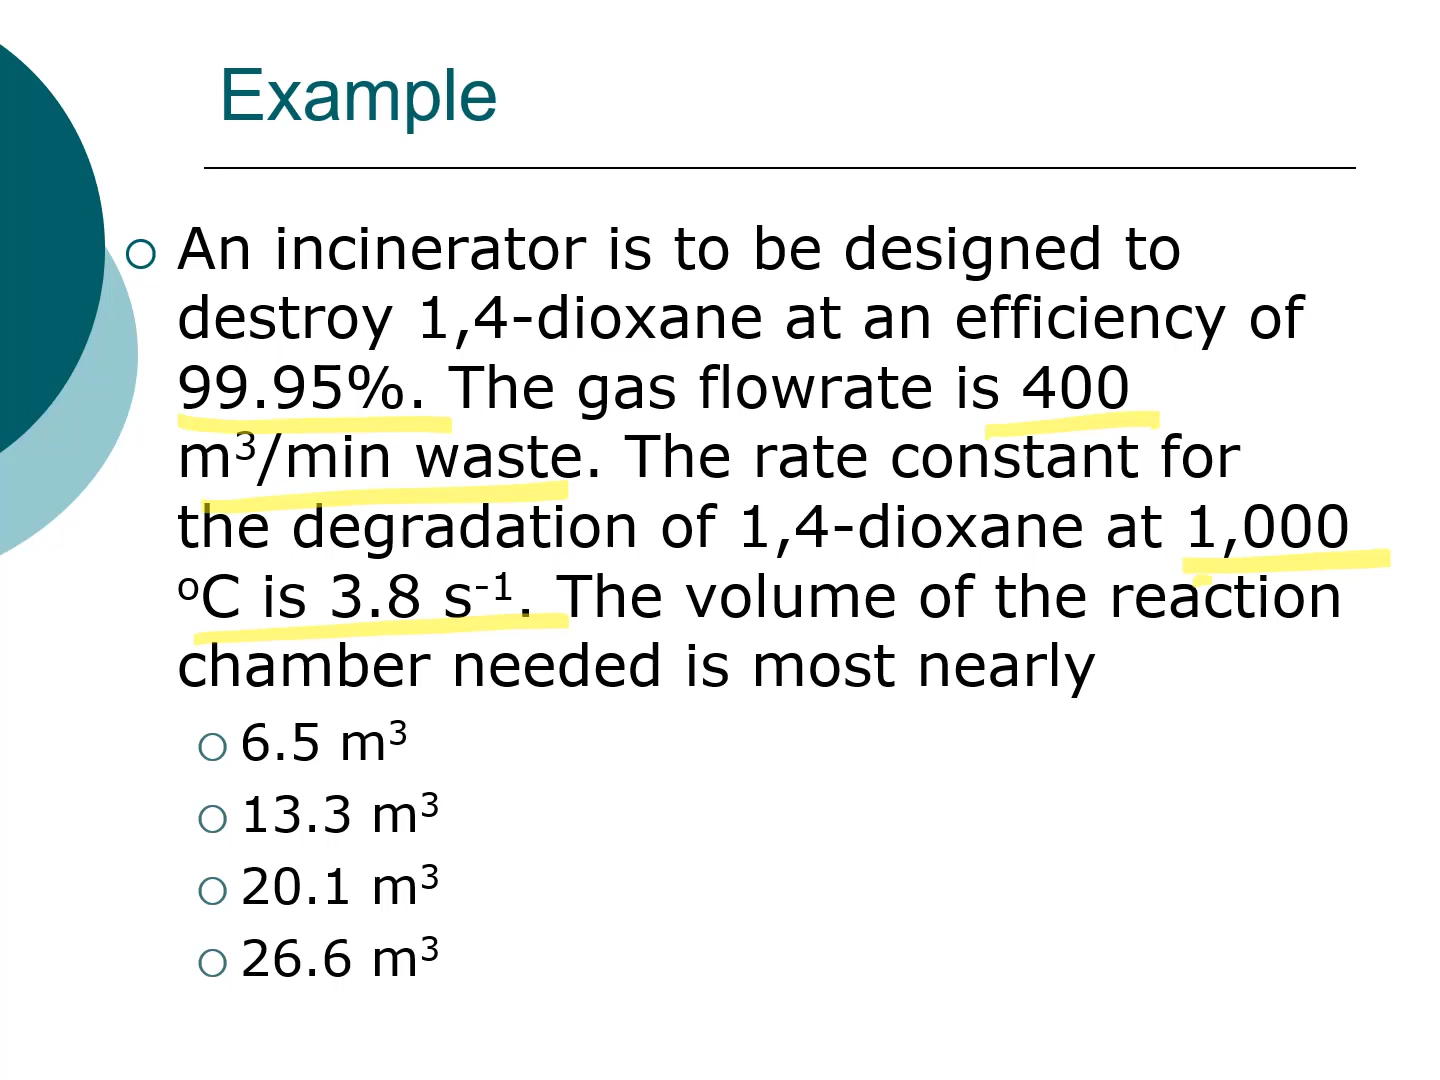 Example
An incinerator is to be designed to
destroy 1,4-dioxane at an efficiency of
99.95%. The gas flowrate is 400
m³/min waste. The rate constant for
the degradation of 1,4-dioxane at 1,000
ᵒC is 3.8 s⁻¹. The volume of the reaction
chamber needed is most nearly
6.5 m³
13.3 m³
20.1 m³
26.6 m³